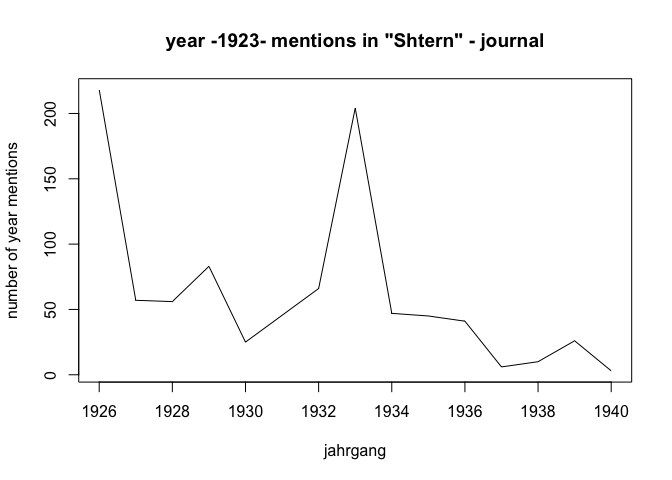 year -1923- mentions in "Shtern" - journal
number of year mentions
200
150
100
50
0
1926 1928 1930 1932 1934 1936 1938 1940
jahrgang